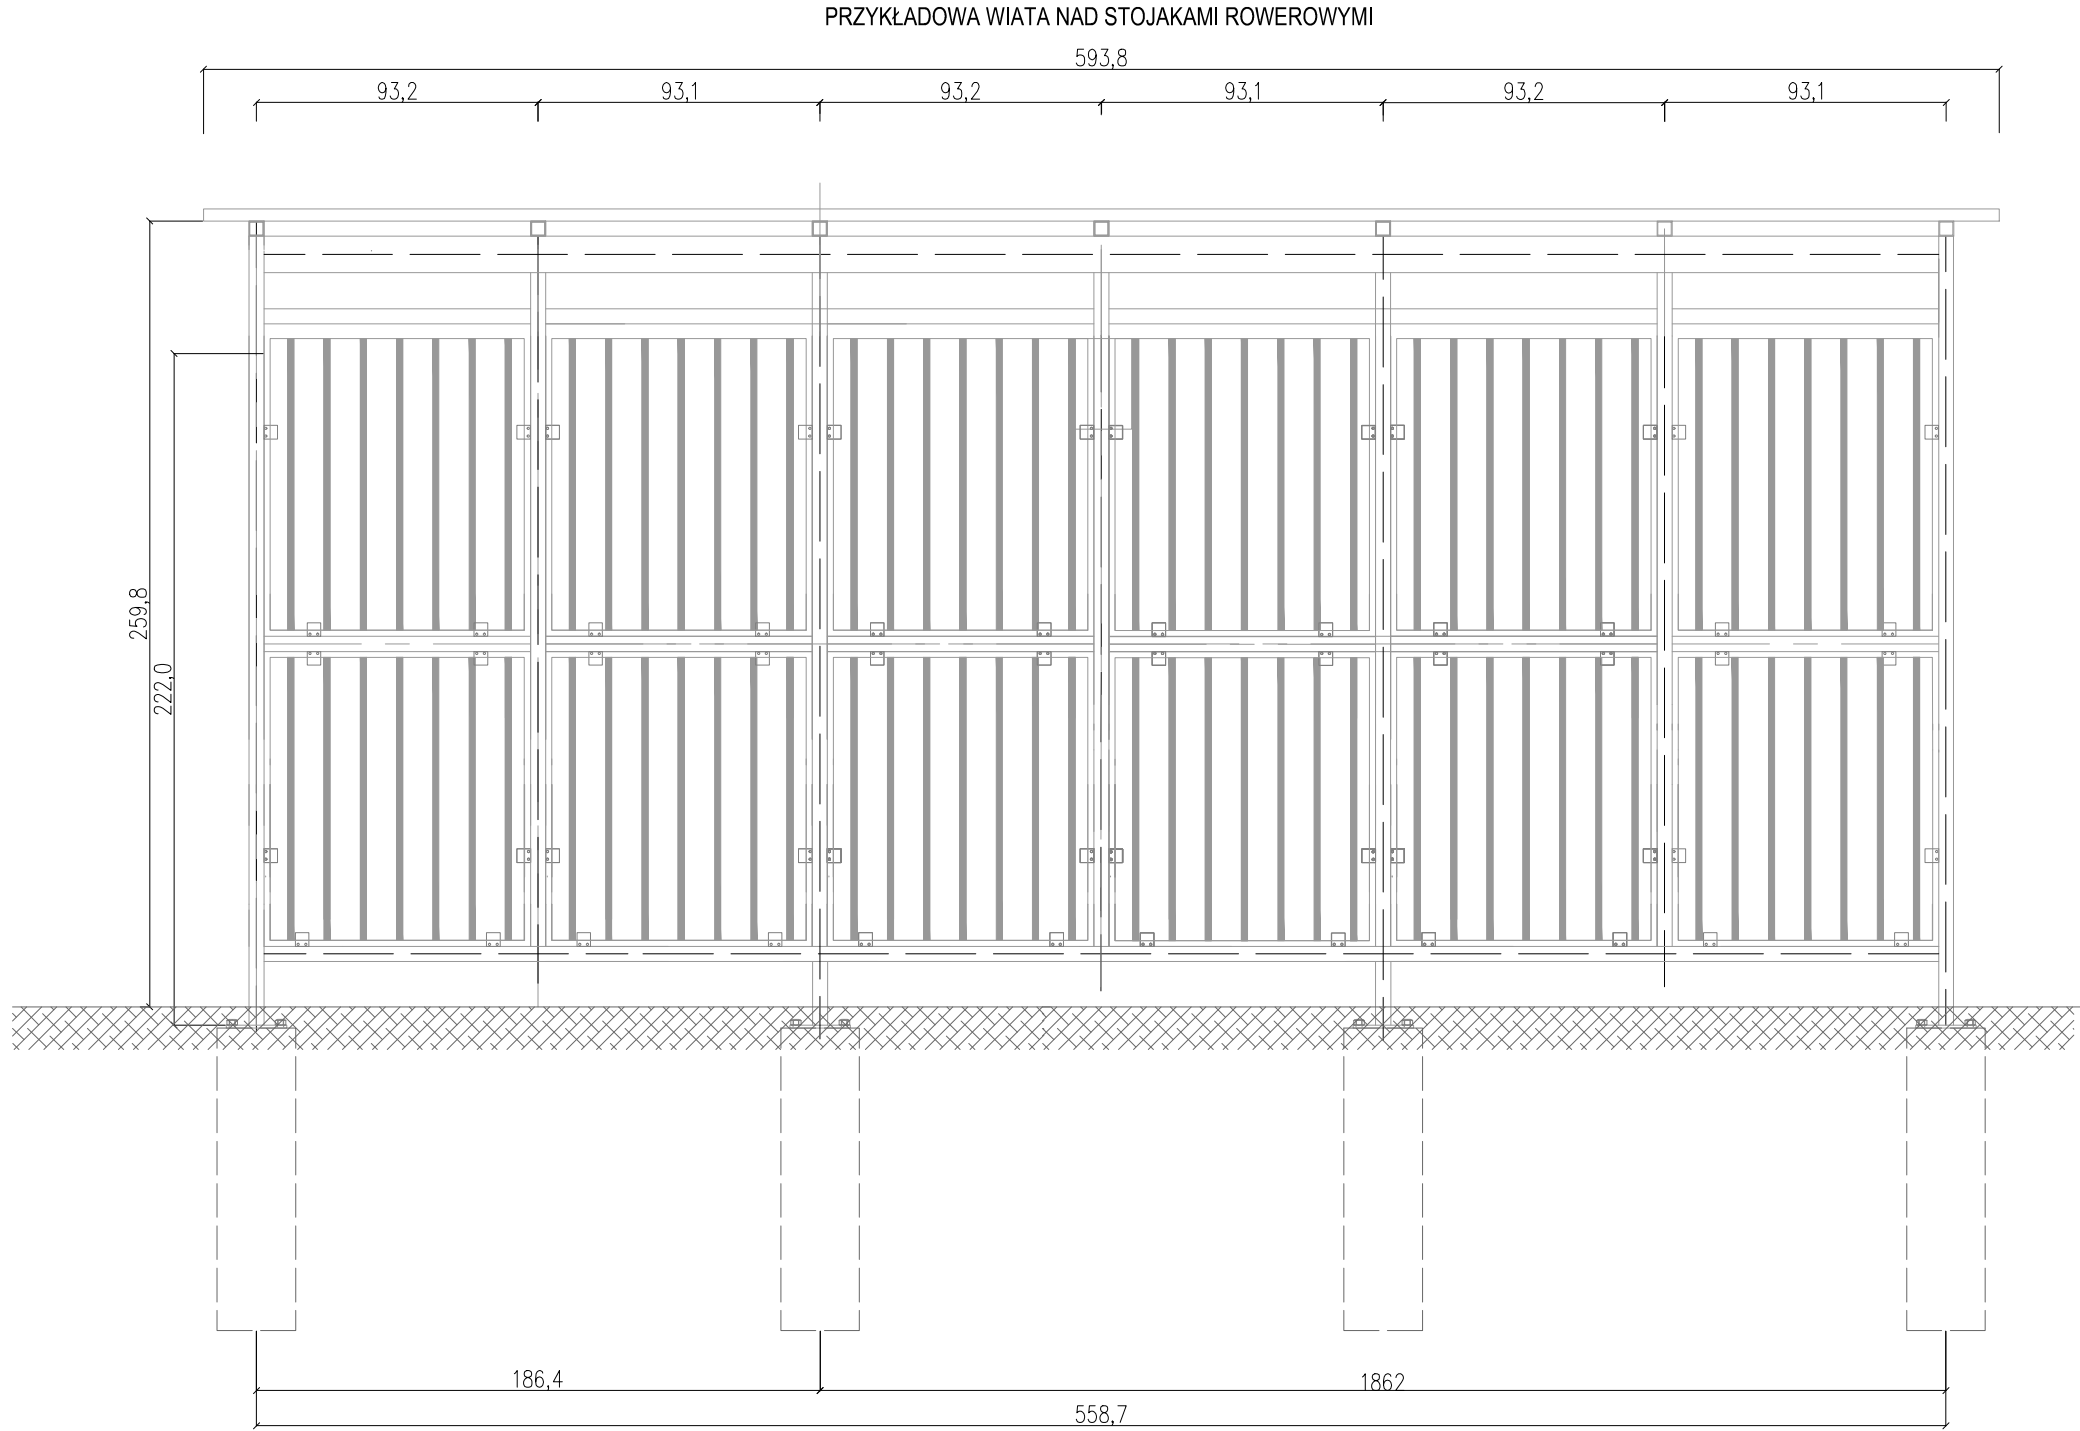 PRZYKŁADOWA WIATA NAD STOJAKAMI ROWEROWYMI
593,8
93,2 93,1 93,2 93,1 93,2 93,1
259,8
222,0
186,4 1862
558,7